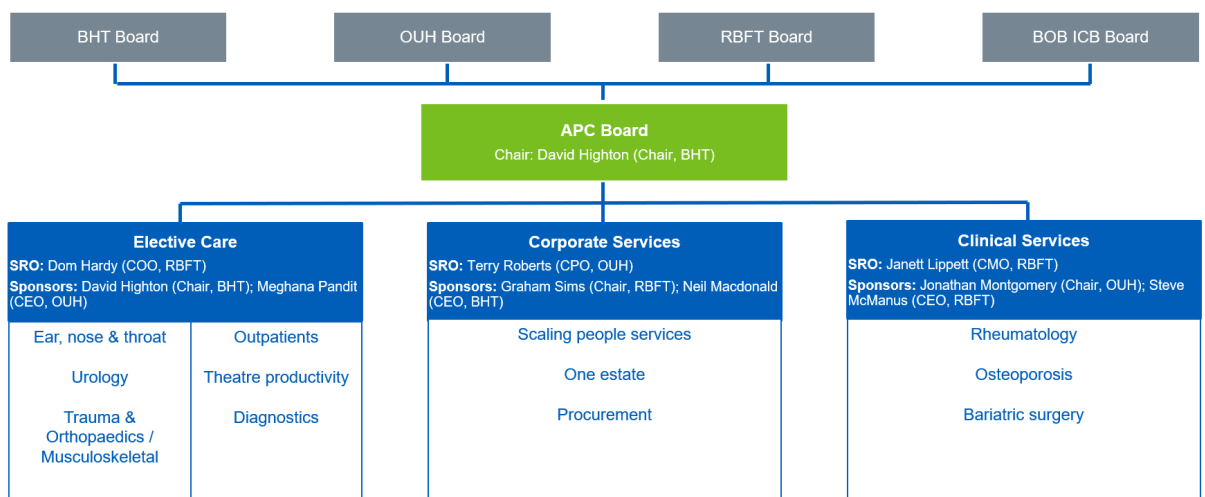 BHT Board
OUH Board
RBFT Board
BOB ICB Board
APC Board
Chair: David Highton (Chair, BHT)
Elective Care
SRO: Dom Hardy (COO, RBFT)
Sponsors: David Highton (Chair, BHT); Meghana Pandit
(CEO, OUH)
Ear, nose & throat
Urology
Trauma &
Orthopaedics /
Musculoskeletal
Outpatients
Theatre productivity
Diagnostics
Corporate Services
SRO: Terry Roberts (CPO, OUH)
Sponsors: Graham Sims (Chair, RBFT); Neil Macdonald
(CEO, BHT)
Scaling people services
One estate
Procurement
Clinical Services
SRO: Janett Lippett (CMO, RBFT)
Sponsors: Jonathan Montgomery (Chair, OUH); Steve
McManus (CEO, RBFT)
Rheumatology
Osteoporosis
Bariatric surgery